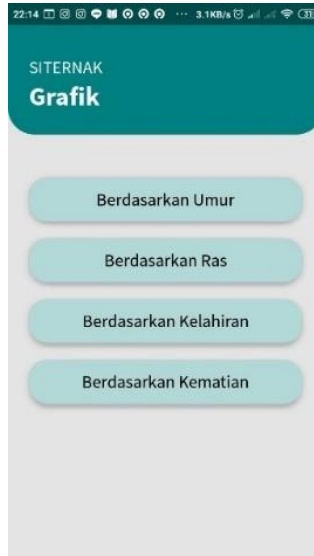 22:14 ··· 3.1KB/s
SITERNAK
Grafik
Berdasarkan Umur
Berdasarkan Ras
Berdasarkan Kelahiran
Berdasarkan Kematian